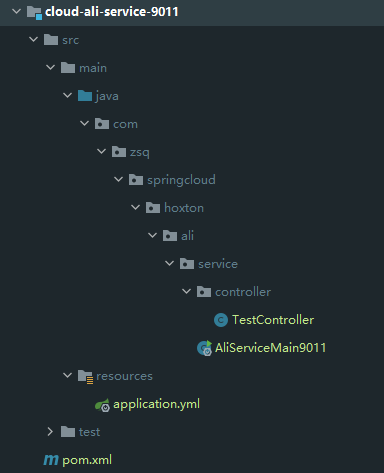 cloud-ali-service-9011
src
main
java
com
zsq
springcloud
hoxton
ali
service
controller
TestController
AliServiceMain9011
resources
application.yml
test
pom.xml